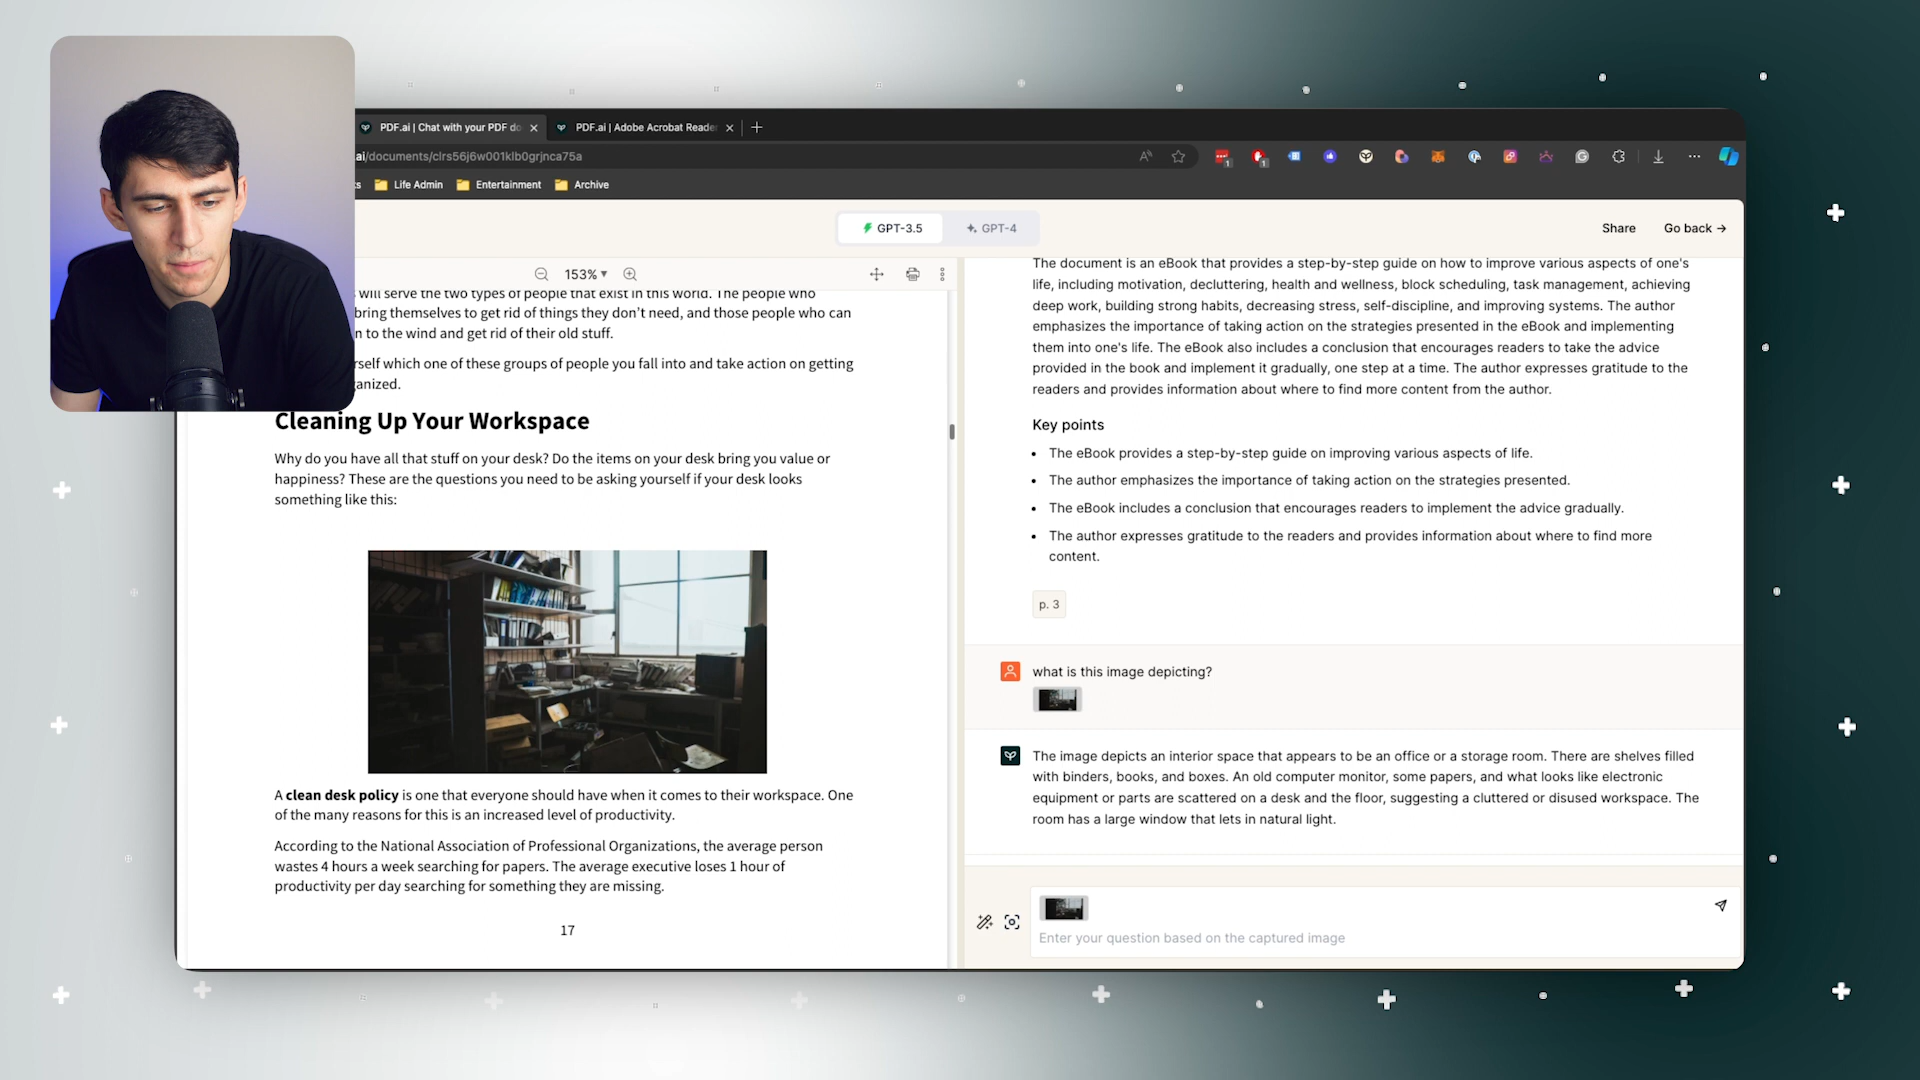 PDF.ai | Chat with your PDF do
PDF.ai | Adobe Acrobat Reade
ai/documents/clrs56j6w001klb0grjnca75a
Life Admin
Entertainment
Archive
GPT-3.5
GPT-4
Share
Go back →
153%
will serve the two types of people that exist in this world. The people who
bring themselves to get rid of things they don't need, and those people who can
n to the wind and get rid of their old stuff.
rself which one of these groups of people you fall into and take action on getting
anized.
Cleaning Up Your Workspace
Why do you have all that stuff on your desk? Do the items on your desk bring you value or
happiness? These are the questions you need to be asking yourself if your desk looks
something like this:
A clean desk policy is one that everyone should have when it comes to their workspace. One
of the many reasons for this is an increased level of productivity.
According to the National Association of Professional Organizations, the average person
wastes 4 hours a week searching for papers. The average executive loses 1 hour of
productivity per day searching for something they are missing.
17
The document is an eBook that provides a step-by-step guide on how to improve various aspects of one's
life, including motivation, decluttering, health and wellness, block scheduling, task management, achieving
deep work, building strong habits, decreasing stress, self-discipline, and improving systems. The author
emphasizes the importance of taking action on the strategies presented in the eBook and implementing
them into one's life. The eBook also includes a conclusion that encourages readers to take the advice
provided in the book and implement it gradually, one step at a time. The author expresses gratitude to the
readers and provides information about where to find more content from the author.
Key points
The eBook provides a step-by-step guide on improving various aspects of life.
The author emphasizes the importance of taking action on the strategies presented.
The eBook includes a conclusion that encourages readers to implement the advice gradually.
The author expresses gratitude to the readers and provides information about where to find more
content.
p. 3
what is this image depicting?
The image depicts an interior space that appears to be an office or a storage room. There are shelves filled
with binders, books, and boxes. An old computer monitor, some papers, and what looks like electronic
equipment or parts are scattered on a desk and the floor, suggesting a cluttered or disused workspace. The
room has a large window that lets in natural light.
Enter your question based on the captured image